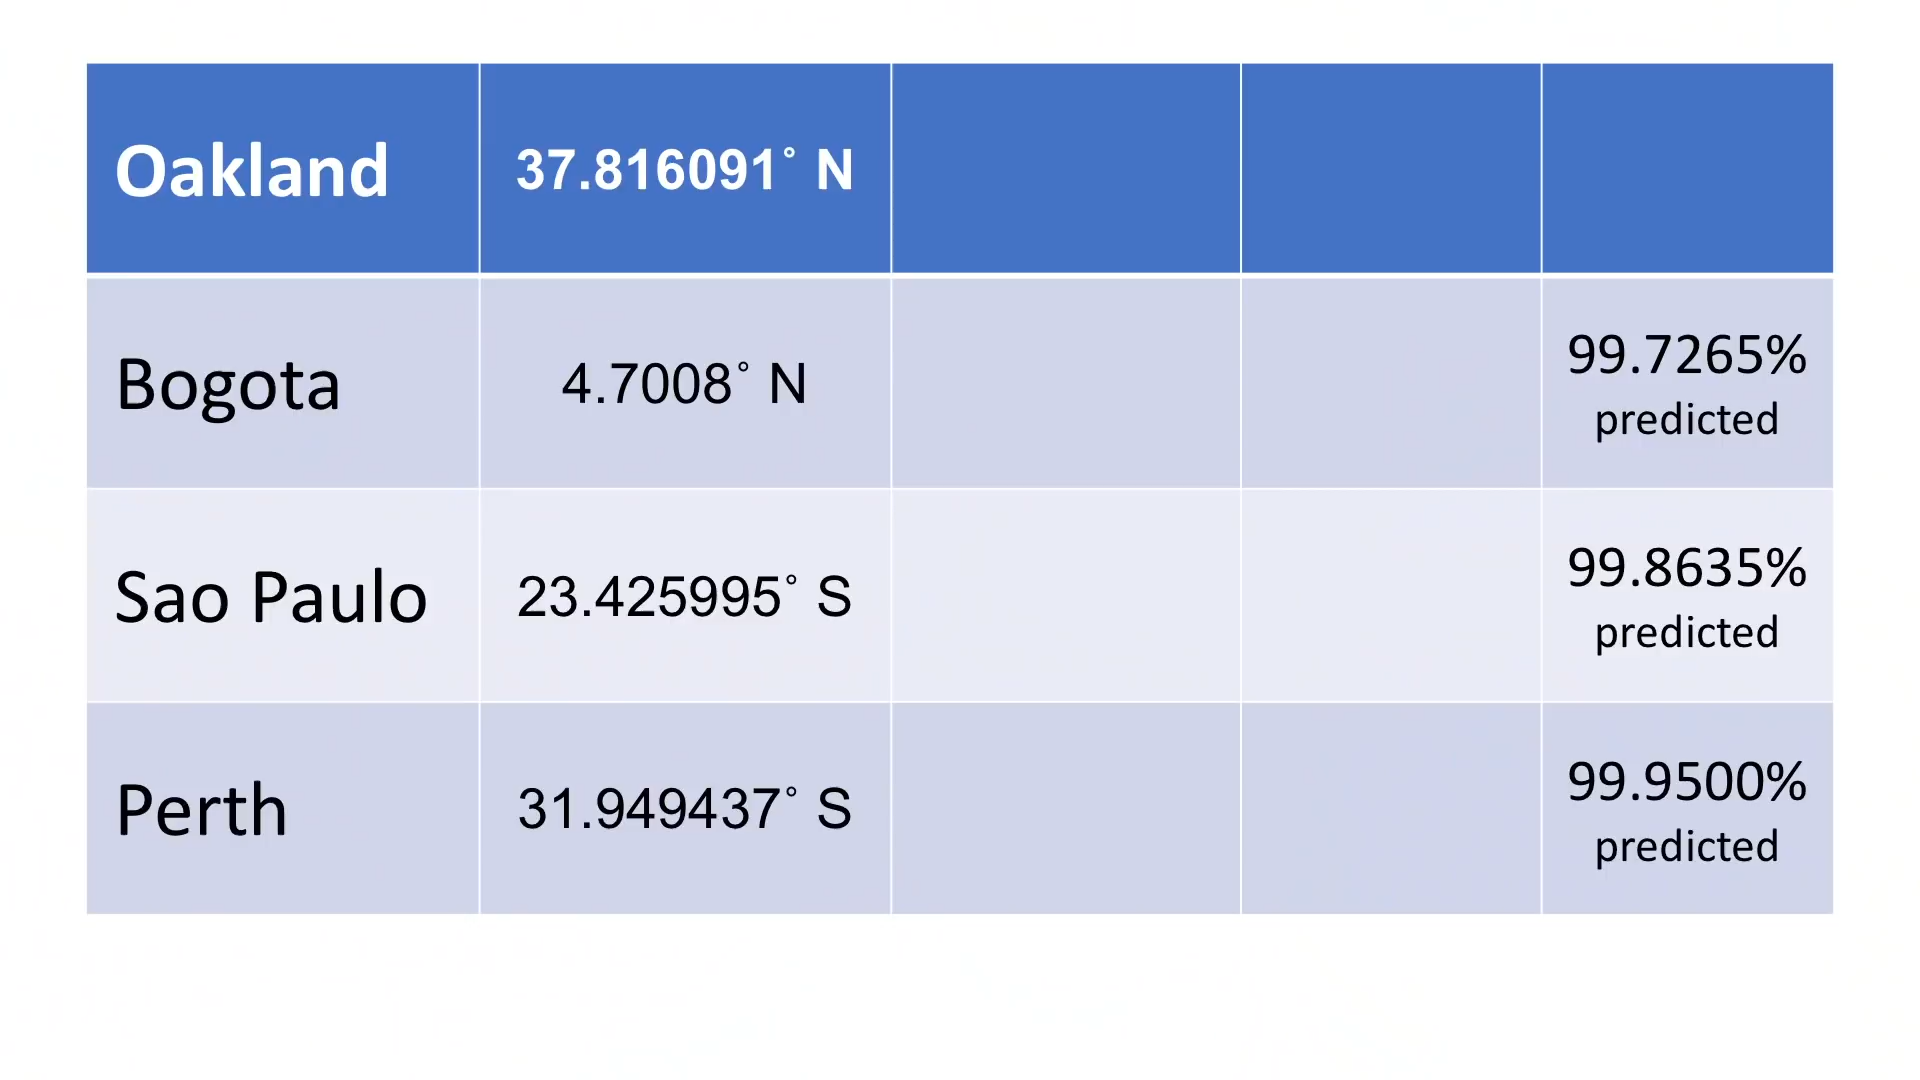 Oakland 37.816091° N
Bogota 4.7008° N 99.7265%
predicted
Sao Paulo 23.425995° S 99.8635%
predicted
Perth 31.949437° S 99.9500%
predicted